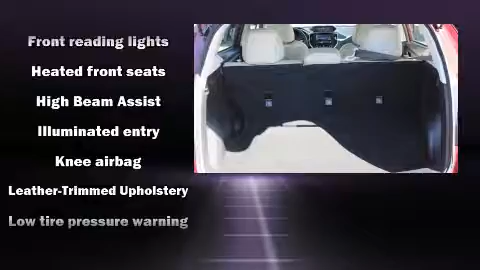 Front reading lights
Heated front seats
High Beam Assist
Illuminated entry
Knee airbag
Leather-Trimmed Upholstery
Low tire pressure warning